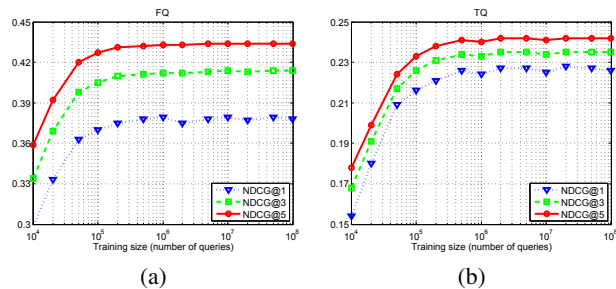 FQ
0.45
0.42
0.39
0.36
0.33
0.3
10^4
10^5
10^6
10^7
10^8
Training size (number of queries)
NDCG@1
NDCG@3
NDCG@5
(a)
TQ
0.25
0.23
0.21
0.19
0.17
0.15
10^4
10^5
10^6
10^7
10^8
Training size (number of queries)
NDCG@1
NDCG@3
NDCG@5
(b)